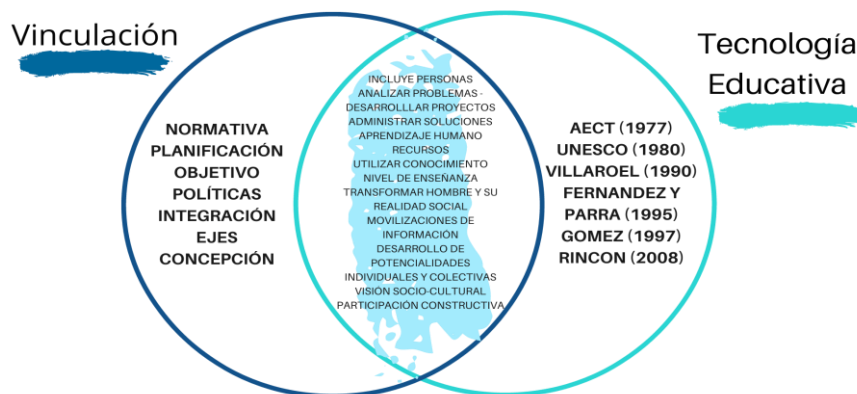 Vinculación
Tecnología
Educativa
NORMATIVA
PLANIFICACIÓN
OBJETIVO
POLÍTICAS
INTEGRACIÓN
EJES
CONCEPCIÓN
INCLUYE PERSONAS
ANALIZAR PROBLEMAS -
DESARROLLLAR PROYECTOS
ADMINISTRAR SOLUCIONES
APRENDIZAJE HUMANO
RECURSOS
UTILIZAR CONOCIMIENTO
NIVEL DE ENSEÑANZA
TRANSFORMAR HOMBRE Y SU
REALIDAD SOCIAL
MOVILIZACIONES DE
INFORMACIÓN
DESARROLLO DE
POTENCIALIDADES
INDIVIDUALES Y COLECTIVAS
VISIÓN SOCIO-CULTURAL
PARTICIPACIÓN CONSTRUCTIVA
AECT (1977)
UNESCO (1980)
VILLAROEL (1990)
FERNANDEZ Y
PARRA (1995)
GOMEZ (1997)
RINCON (2008)